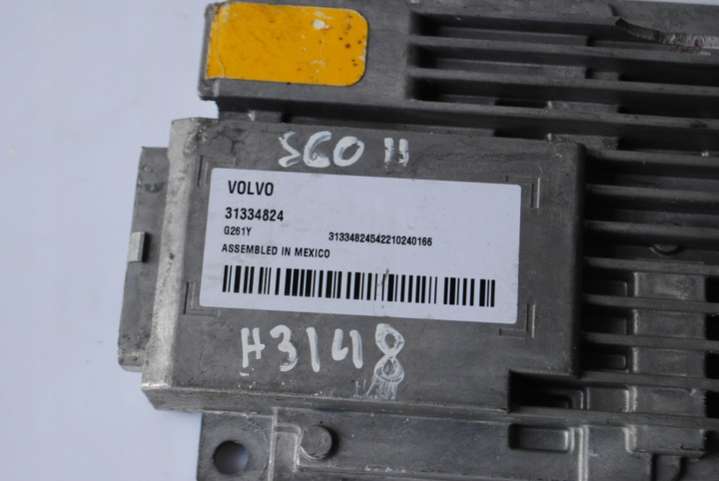 S60 11
VOLVO
31334824
G261Y
31334824542210240166
ASSEMBLED IN MEXICO
H3148